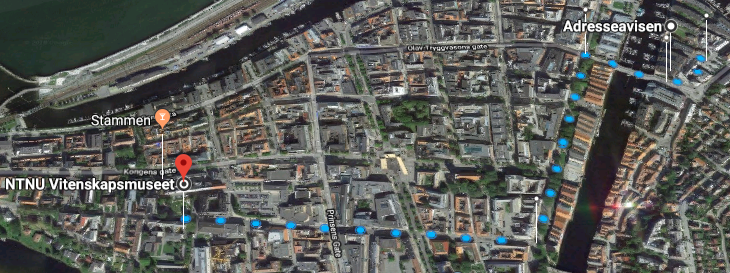 Adresseavisen
Olav Tryggvasons gate
Stammen
Kongens gate
NTNU Vitenskapsmuseet
Prinsens Gate